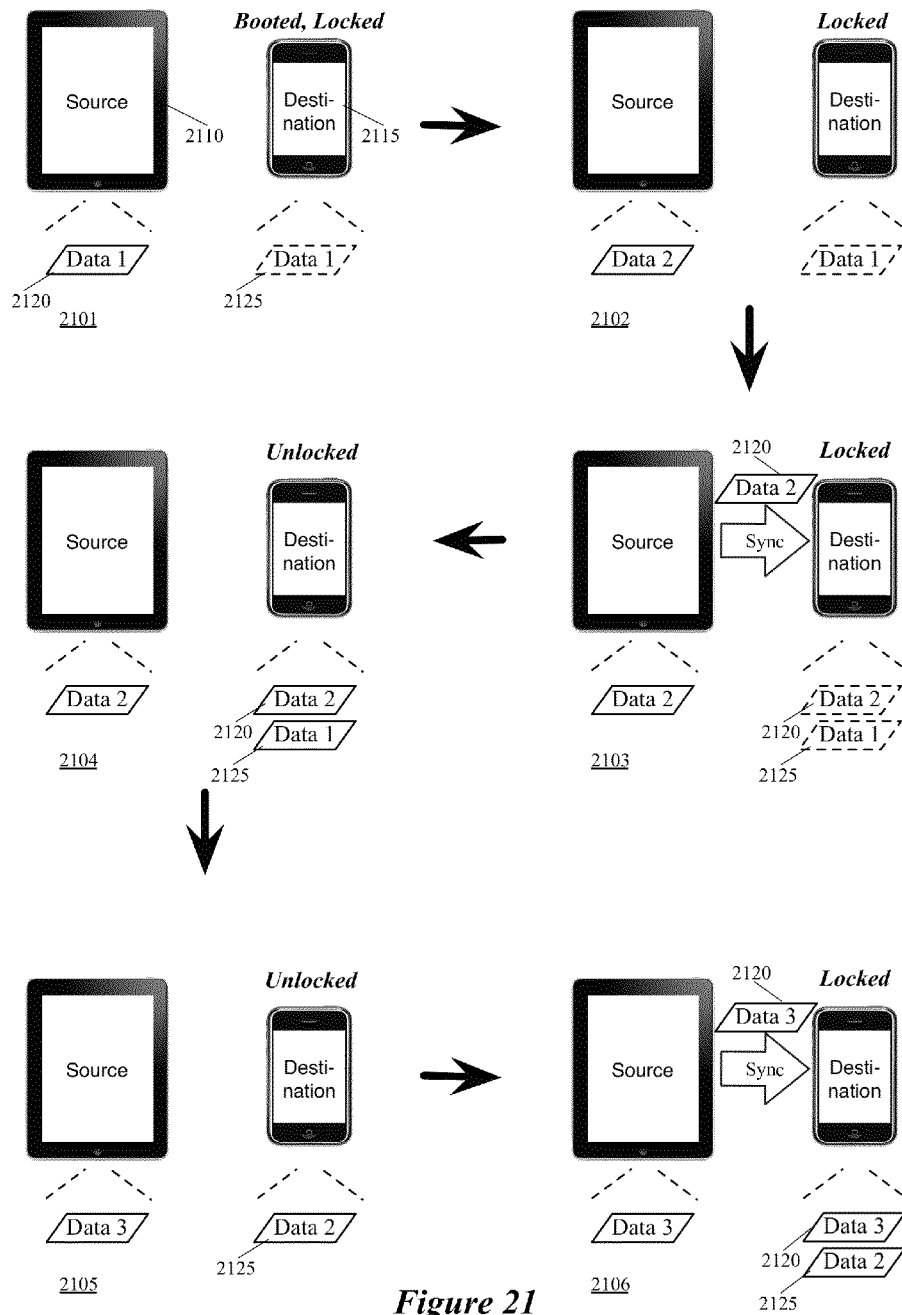 Booted, Locked
Locked
Source
Desti-
nation
2110
2115
Source
Desti-
nation
Data 1
Data 1
2120
2125
2101
Data 2
Data 1
2102
Unlocked
2120
Locked
Data 2
Source
Desti-
nation
Source
Sync
Desti-
nation
Data 2
Data 2
2120
Data 1
2125
2104
Data 2
Data 2
2120
Data 1
2125
2103
Unlocked
2120
Locked
Data 3
Source
Desti-
nation
Source
Sync
Desti-
nation
Data 3
Data 2
2125
2105
Data 3
Data 3
2120
Data 2
2125
2106
Figure 21